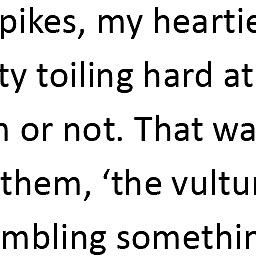 pikes, my heartie
ty toiling hard at
n or not. That wa
them, ‘the vultur
mbling somethin